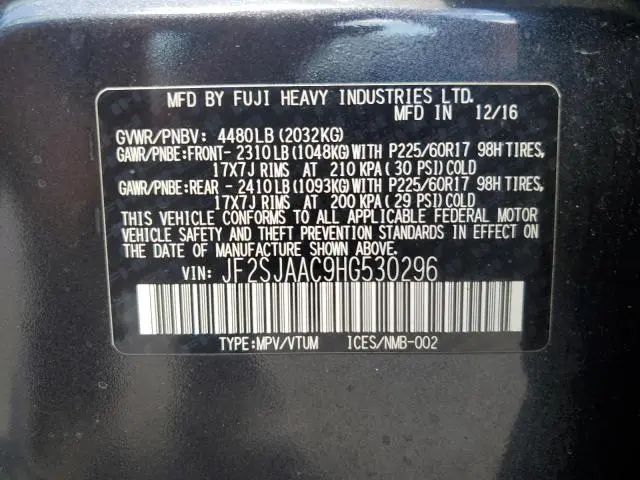 MFD BY FUJI HEAVY INDUSTRIES LTD.
MFD IN 12/16
GVWR/PNBV: 4480LB (2032KG)
GAWR/PNBE:FRONT- 2310LB (1048KG) WITH P225/60R17 98H TIRES,
17X7J RIMS AT 210 KPA ( 30 PSI) COLD
GAWR/PNBE:REAR - 2410LB (1093KG) WITH P225/60R17 98H TIRES,
17X7J RIMS AT 200 KPA ( 29 PSI) COLD
THIS VEHICLE CONFORMS TO ALL APPLICABLE FEDERAL MOTOR
VEHICLE SAFETY AND THEFT PREVENTION STANDARDS IN EFFECT ON
THE DATE OF MANUFACTURE SHOWN ABOVE.
VIN: JF2SJAAC9HG530296
TYPE:MPV/VTUM ICES/NMB-002